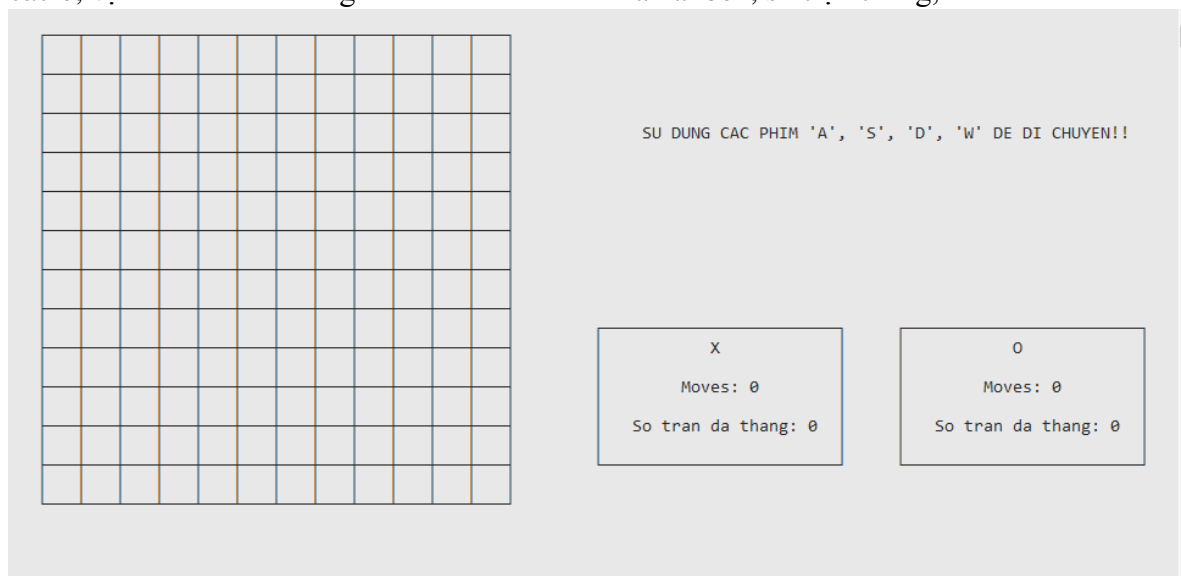 SU DUNG CAC PHIM 'A', 'S', 'D', 'W' DE DI CHUYEN!!
X
Moves: 0
So tran da thang: 0
O
Moves: 0
So tran da thang: 0